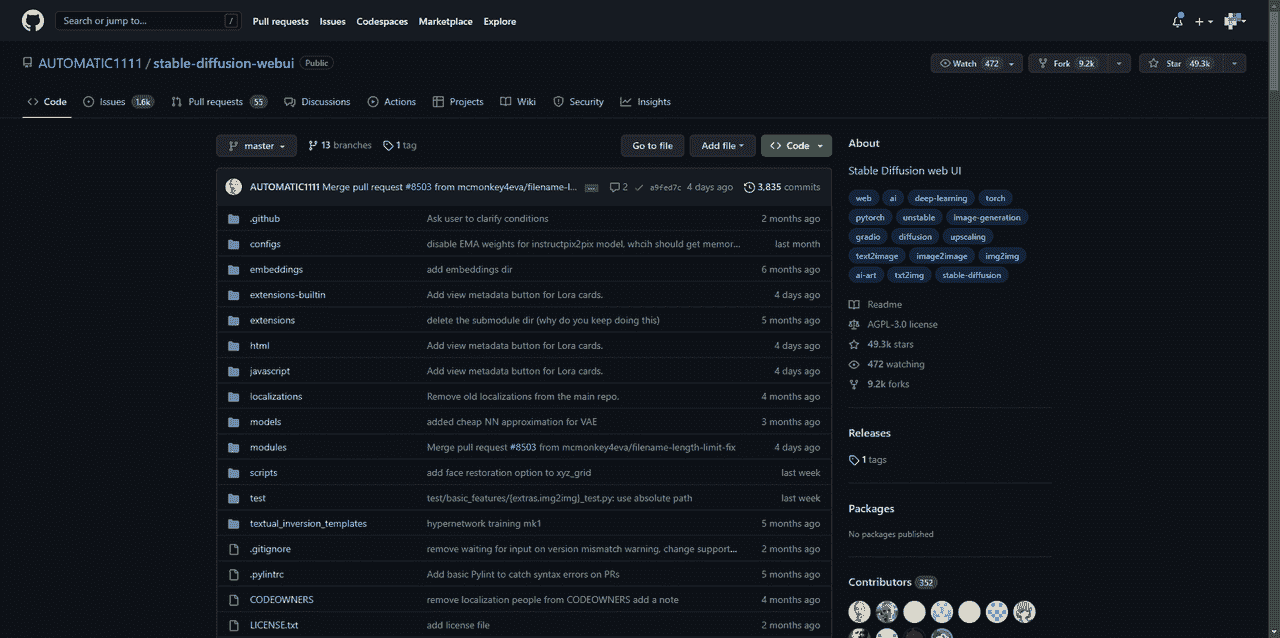 Search or jump to... /
Pull requests Issues Codespaces Marketplace Explore
AUTOMATIC1111 / stable-diffusion-webui Public
Watch 472 Fork 9.2k Star 49.3k
Code Issues 1.6k Pull requests 55 Discussions Actions Projects Wiki Security Insights
master 13 branches 1 tag Go to file Add file Code
AUTOMATIC1111 Merge pull request #8503 from mcmonkey4eva/filename-l... 2 a9fed7c 4 days ago 3,835 commits
.github Ask user to clarify conditions 2 months ago
configs disable EMA weights for instructpix2pix model, whcih should get memor... last month
embeddings add embeddings dir 6 months ago
extensions-builtin Add view metadata button for Lora cards. 4 days ago
extensions delete the submodule dir (why do you keep doing this) 5 months ago
html Add view metadata button for Lora cards. 4 days ago
javascript Add view metadata button for Lora cards. 4 days ago
localizations Remove old localizations from the main repo. 4 months ago
models added cheap NN approximation for VAE 3 months ago
modules Merge pull request #8503 from mcmonkey4eva/filename-length-limit-fix 4 days ago
scripts add face restoration option to xyz_grid last week
test test/basic_features/{extras,img2img}_test.py: use absolute path last week
textual_inversion_templates hypernetwork training mk1 5 months ago
.gitignore remove waiting for input on version mismatch warning, change support... 2 months ago
.pylintrc Add basic Pylint to catch syntax errors on PRs 5 months ago
CODEOWNERS remove localization people from CODEOWNERS add a note 4 months ago
LICENSE.txt add license file 2 months ago
About
Stable Diffusion web UI
web ai deep-learning torch
pytorch unstable image-generation
gradio diffusion upscaling
text2image image2image img2img
ai-art txt2img stable-diffusion
Readme
AGPL-3.0 license
49.3k stars
472 watching
9.2k forks
Releases
1 tags
Packages
No packages published
Contributors 352